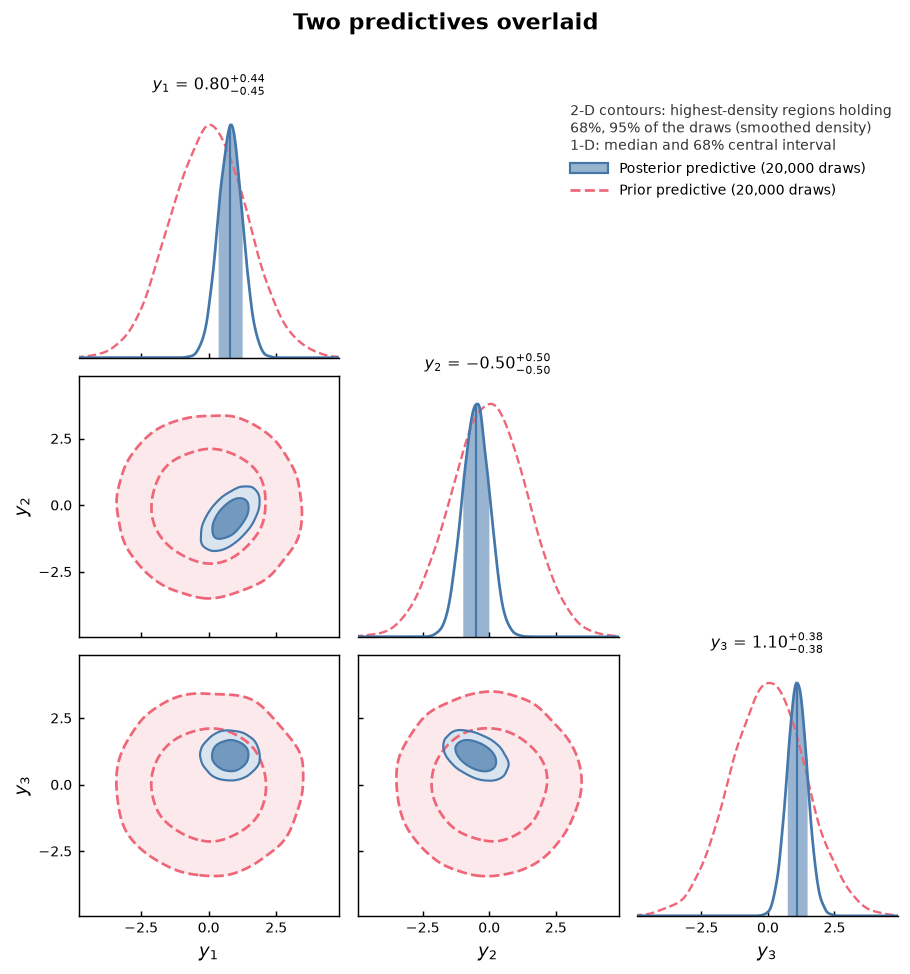 Two predictives overlaid
y₁ = 0.80⁺⁰·⁴⁴₋₀.₄₅
2-D contours: highest-density regions holding
68%, 95% of the draws (smoothed density)
1-D: median and 68% central interval
Posterior predictive (20,000 draws)
Prior predictive (20,000 draws)
y₂ = −0.50⁺⁰·⁵⁰₋₀.₅₀
2.5
0.0
−2.5
y₂
y₃ = 1.10⁺⁰·³⁸₋₀.₃₈
2.5
0.0
−2.5
y₃
−2.5 0.0 2.5
y₁
−2.5 0.0 2.5
y₂
−2.5 0.0 2.5
y₃